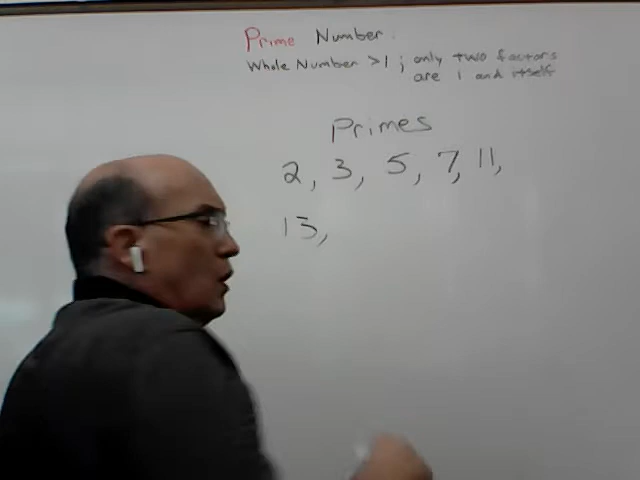 Prime Number:
Whole Number >1 ; only two factors
are 1 and itself
Primes
2, 3, 5, 7, 11,
13,